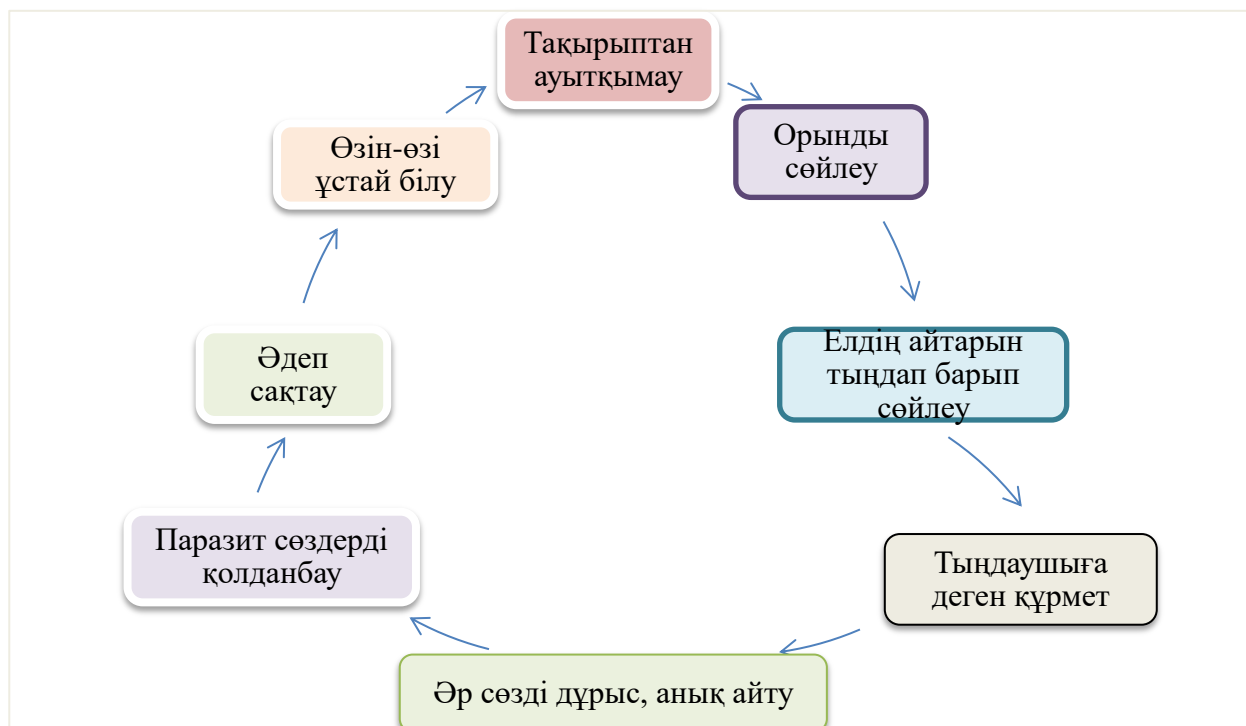 Тақырыптан
ауытқымау
Орынды
сөйлеу
Елдің айтарын
тыңдап барып
сөйлеу
Тыңдаушыға
деген құрмет
Әр сөзді дұрыс, анық айту
Паразит сөздерді
қолданбау
Әдеп
сақтау
Өзін-өзі
ұстай білу